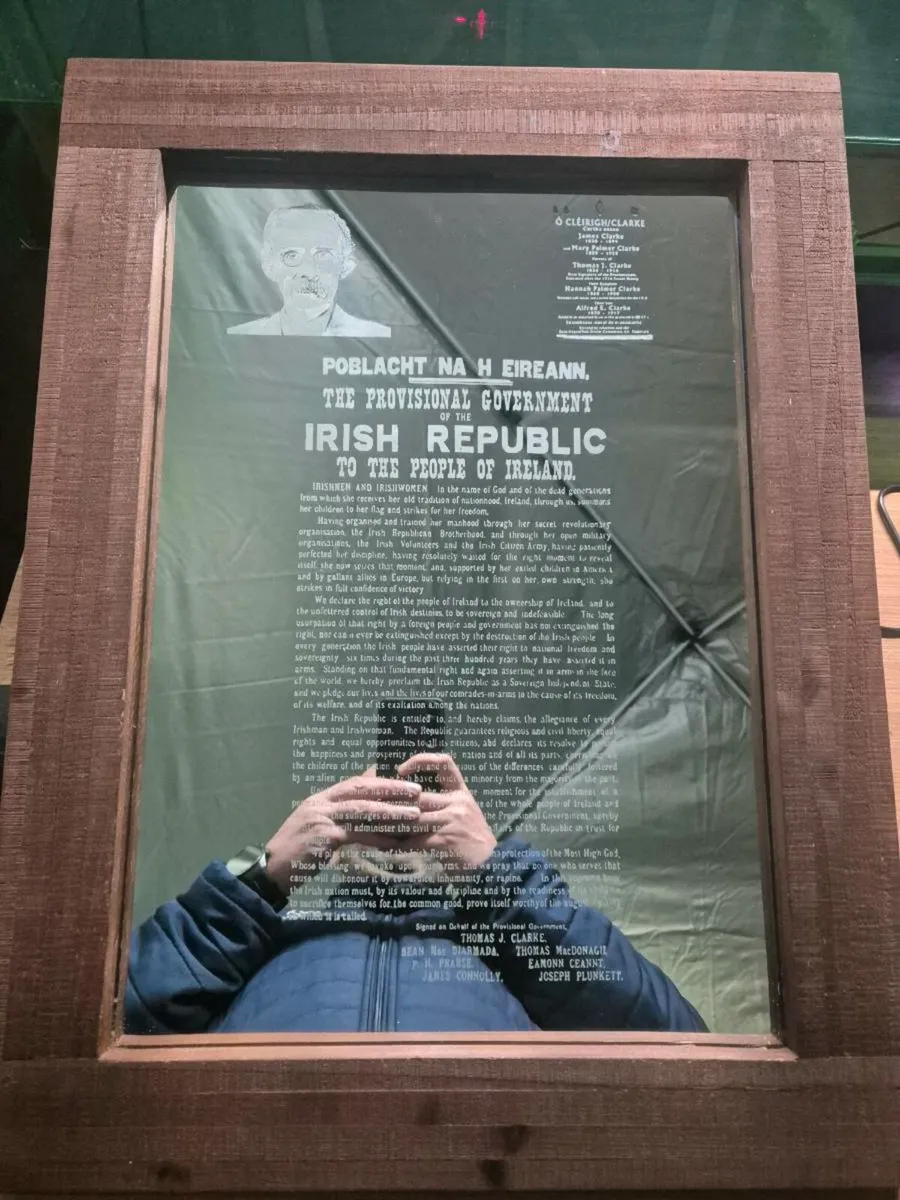 Ó CLÉIRIGH/CLARKE
James Clarke
1830 - 1894
and Mary Palmer Clarke
Thomas J. Clarke
Hannah Palmer Clarke
Alfred E. Clarke
POBLACHT NA H EIREANN.
THE PROVISIONAL GOVERNMENT
OF THE
IRISH REPUBLIC
TO THE PEOPLE OF IRELAND.
IRISHMEN AND IRISHWOMEN In the name of God and of the dead generations
from which she receives her old tradition of nationhood, Ireland, through us, summons
her children to her flag and strikes for her freedom.
Having organised and trained her manhood through her secret revolutionary
organisation, the Irish Republican Brotherhood, and through her open military
organisations, the Irish Volunteers and the Irish Citizen Army, having patiently
perfected her discipline, having resolutely waited for the right moment to reveal
itself, she now seizes that moment, and, supported by her exiled children in America
and by gallant allies in Europe, but relying in the first on her own strength, she
strikes in full confidence of victory
We declare the right of the people of Ireland to the ownership of Ireland, and to
the unfettered control of Irish destinies, to be sovereign and indefeasible The long
usurpation of that right by a foreign people and government has not extinguished the
right, nor can it ever be extinguished except by the destruction of the Irish people In
every generation the Irish people have asserted their right to national freedom and
sovereignty six times during the past three hundred years they have asserted it in
arms. Standing on that fundamental right and again asserting it in arms in the face
of the world, we hereby proclaim the Irish Republic as a Sovereign Independent State,
and we pledge our lives and the lives of our comrades-in-arms to the cause of its freedom,
of its welfare, and of its exaltation among the nations.
The Irish Republic is entitled to, and hereby claims, the allegiance of every
Irishman and Irishwoman. The Republic guarantees religious and civil liberty, equal
rights and equal opportunities to all its citizens, and declares its resolve to
the happiness and prosperity of nation and of all its parts,
the children of the nation and of the differences carefully fostered
by an alien which have a minority from the majority in the past.
Until arms have moment for the establishment of a
of the whole people of Ireland and
the suffrages of all the Provisional Government, hereby
will administer the civil and affairs of the Republic in trust for
We place the cause of the Irish Republic protection of the Most High God,
Whose blessing we invoke upon our arms, and we pray that no one who serves that
cause will dishonour it by cowardice, inhumanity, or rapine. In this supreme hour
the Irish nation must, by its valour and discipline and by the readiness of its children
to sacrifice themselves for the common good, prove itself worthy of the august destiny
to which it is called.
Signed on Behalf of the Provisional Government,
THOMAS J. CLARKE,
SEAN Mac DIARMADA, THOMAS MacDONAGH,
P. H. PEARSE, EAMONN CEANNT,
JAMES CONNOLLY, JOSEPH PLUNKETT.